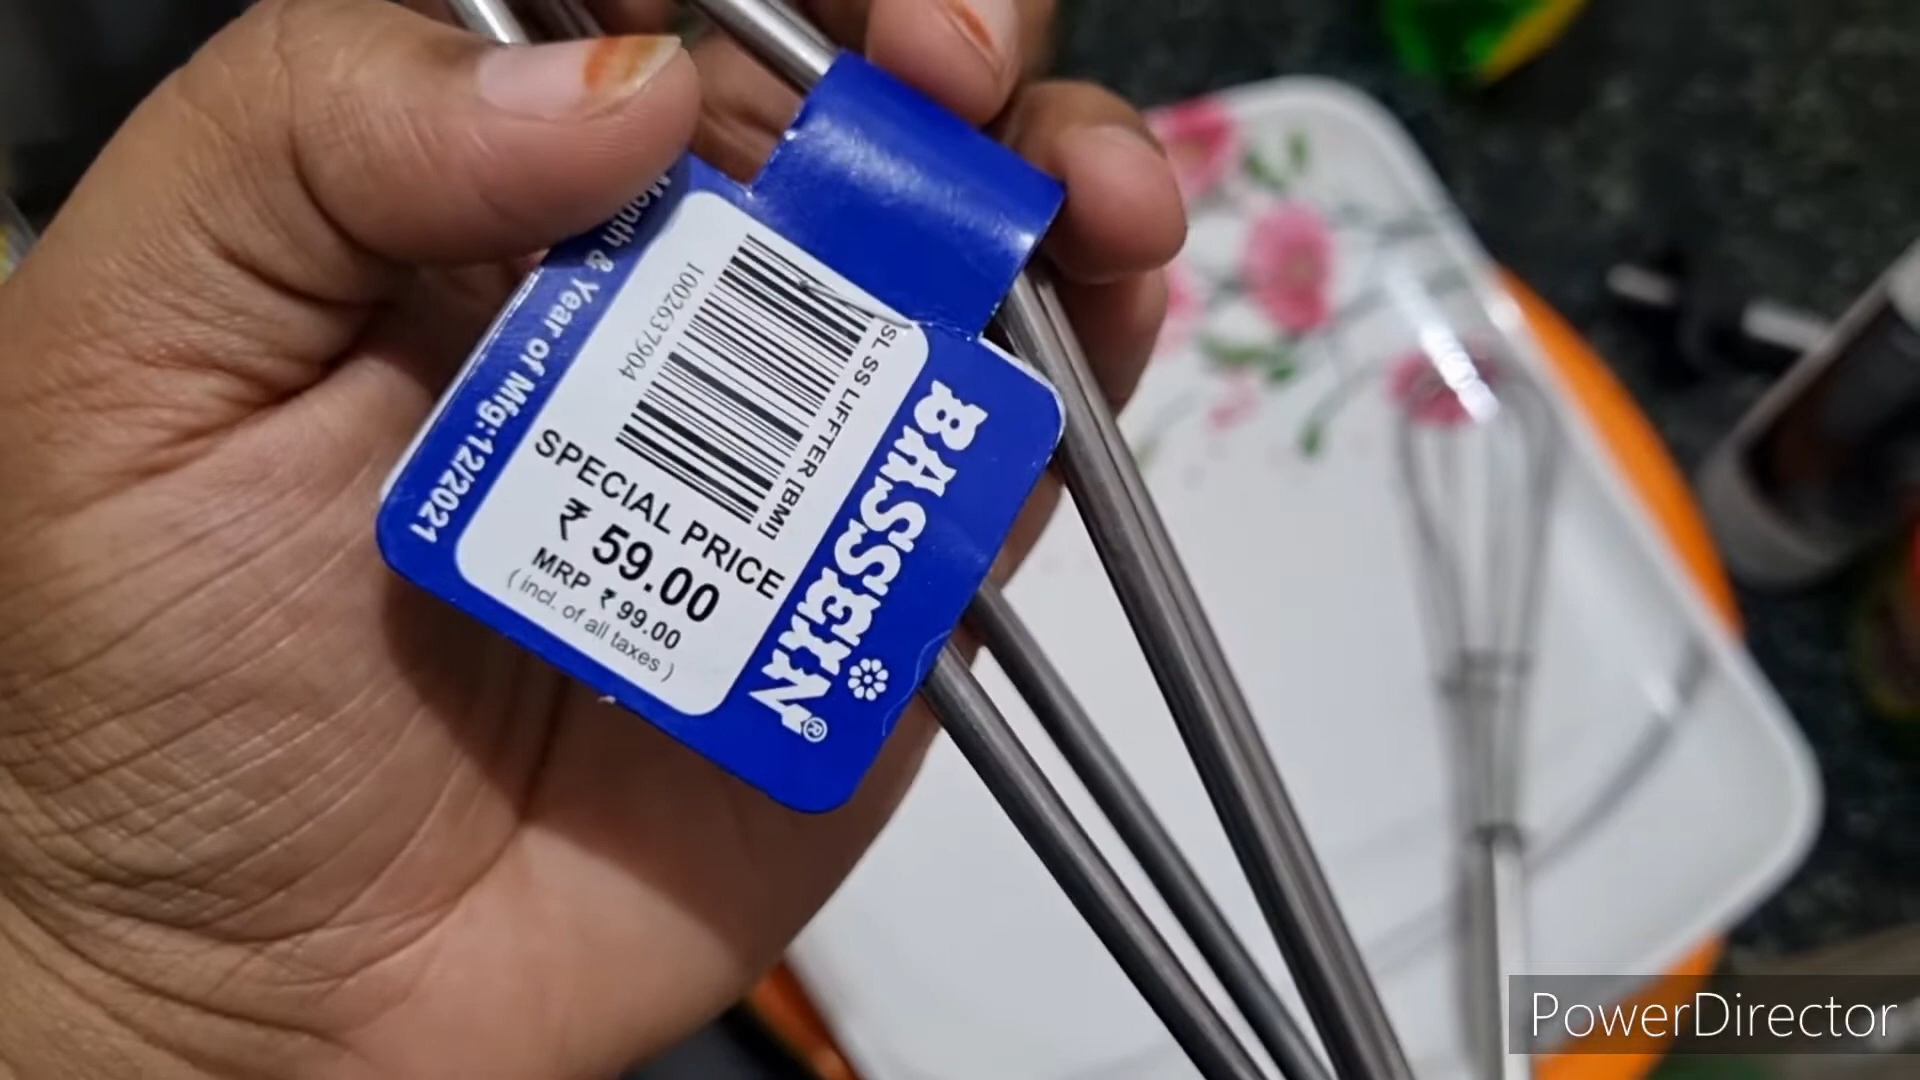 Month & Year of Mfg:12/2021
1002637904
SL SS LIFFTER [BMI]
SPECIAL PRICE
₹ 59.00
MRP ₹ 99.00
( incl. of all taxes )
BASSEIN®
PowerDirector